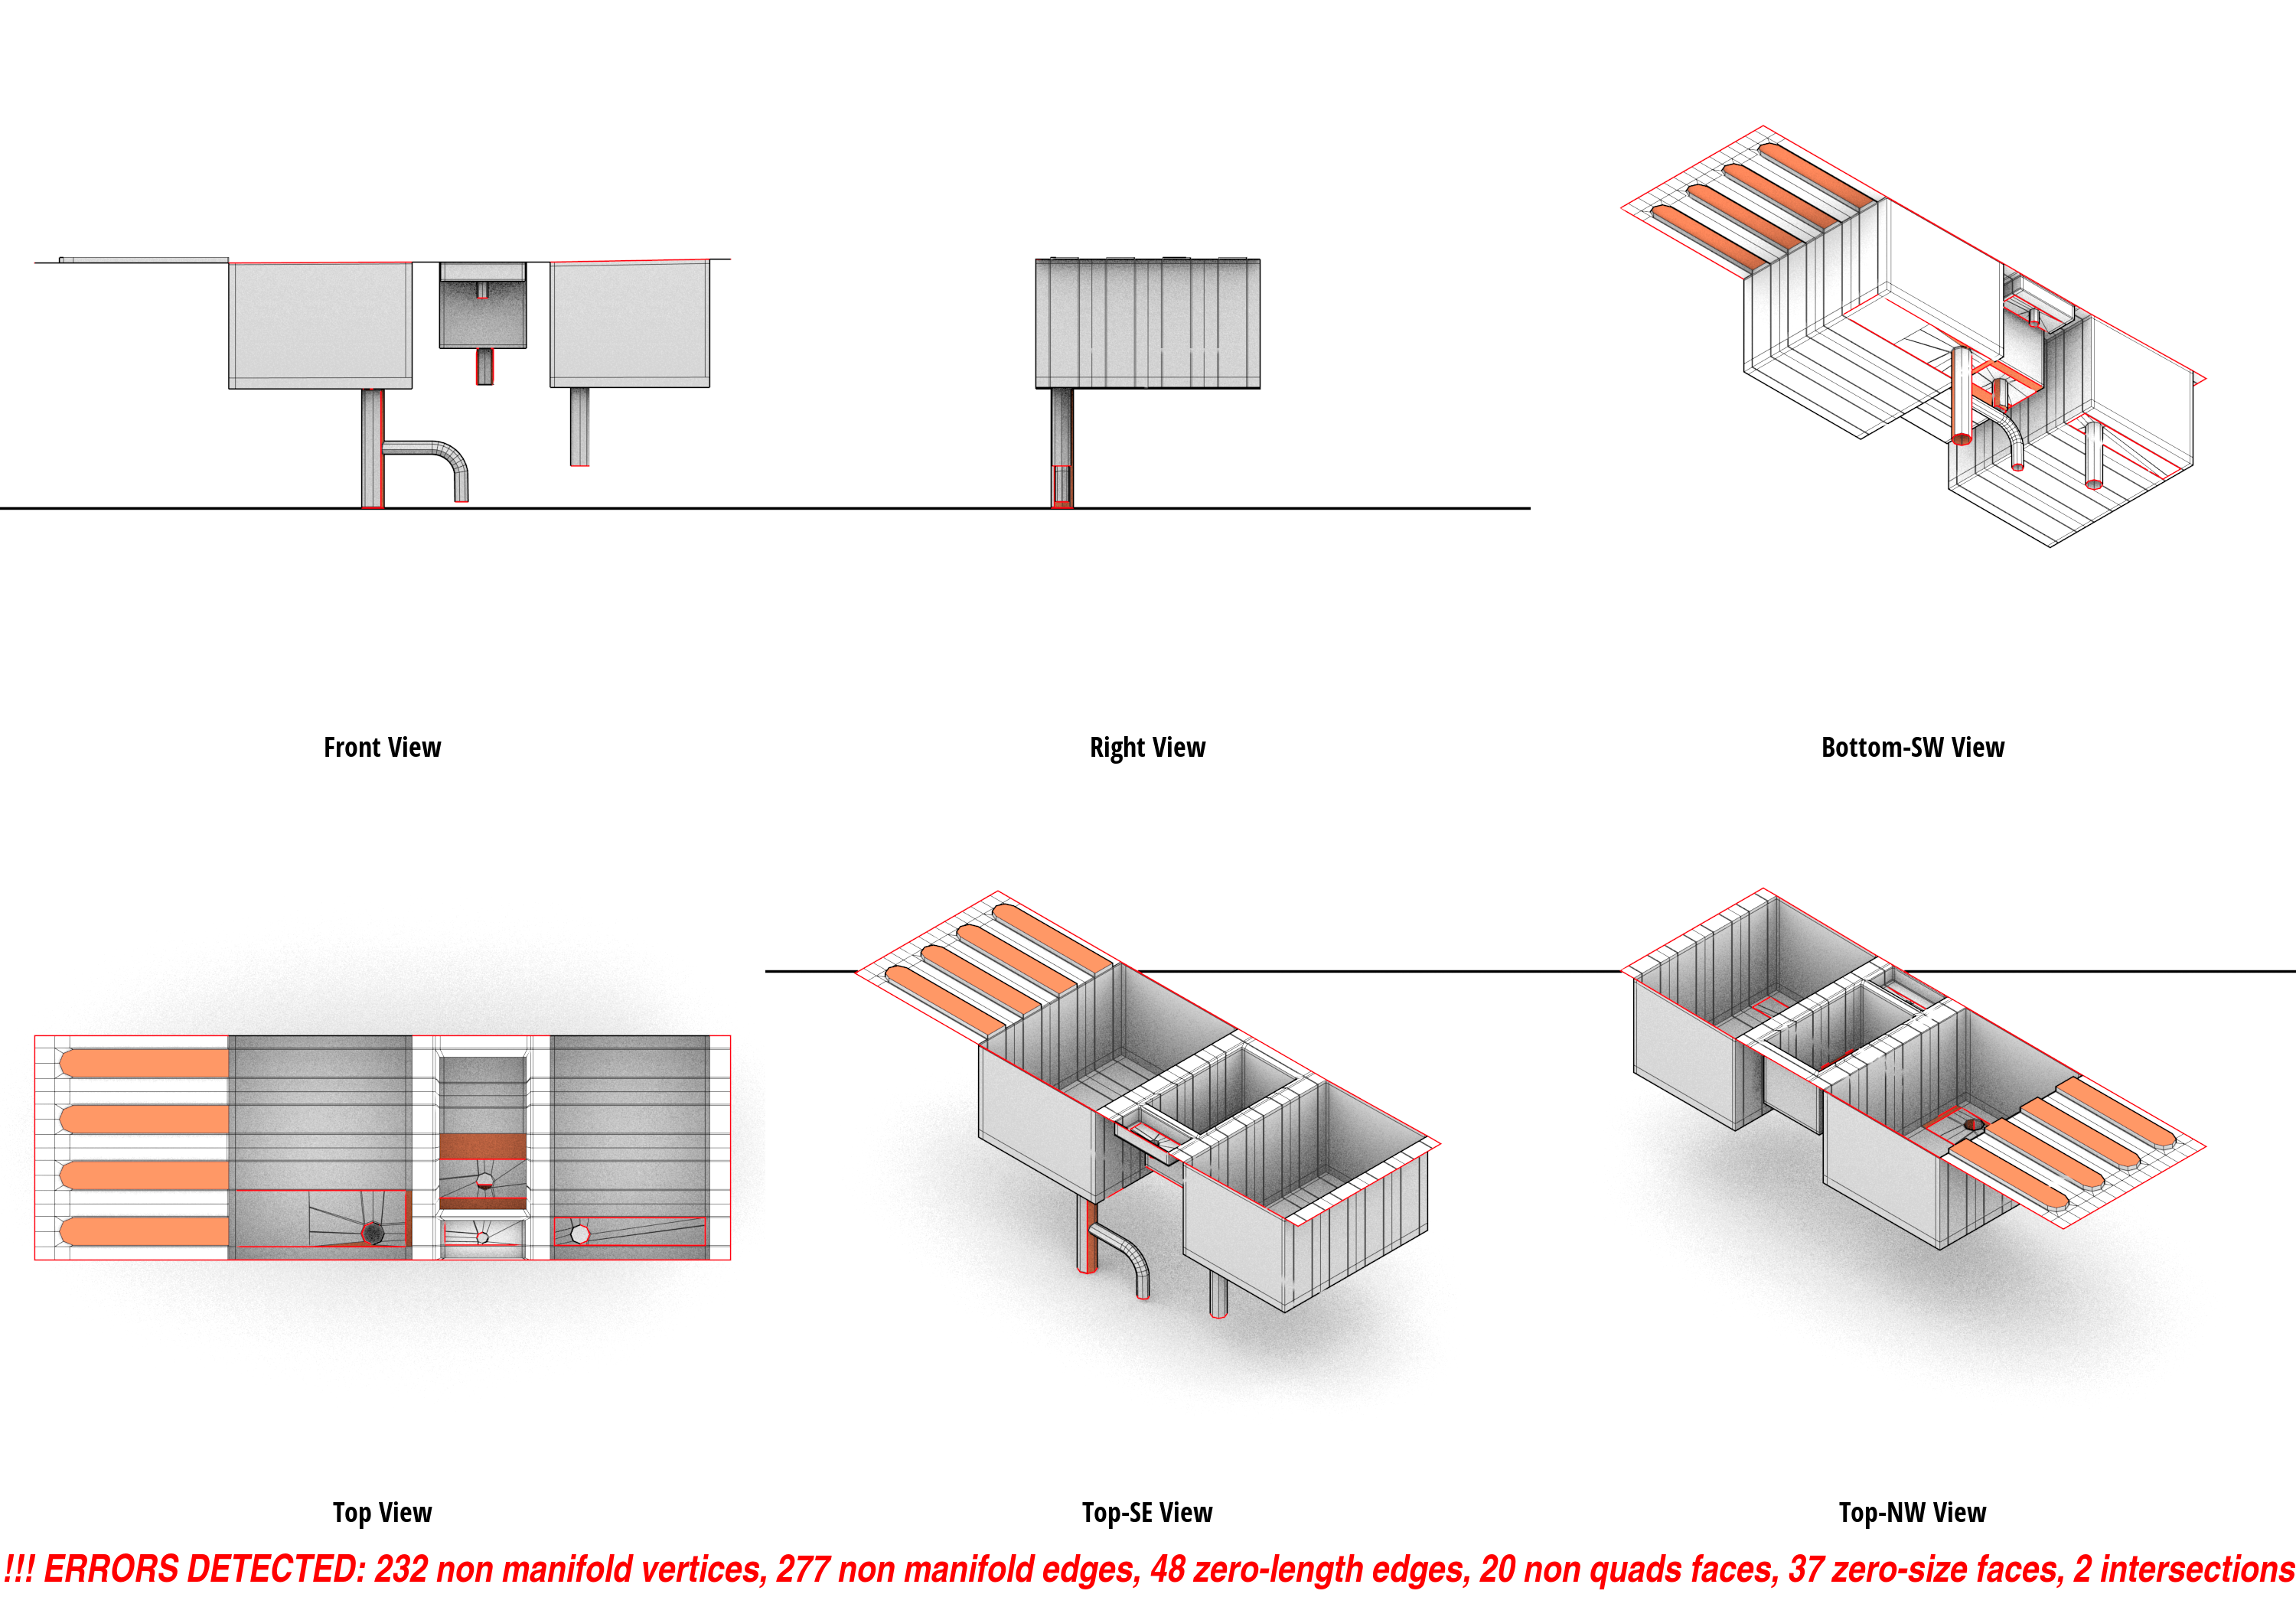 Front View
Right View
Bottom-SW View
Top View
Top-SE View
Top-NW View
!!! ERRORS DETECTED: 232 non manifold vertices, 277 non manifold edges, 48 zero-length edges, 20 non quads faces, 37 zero-size faces, 2 intersections